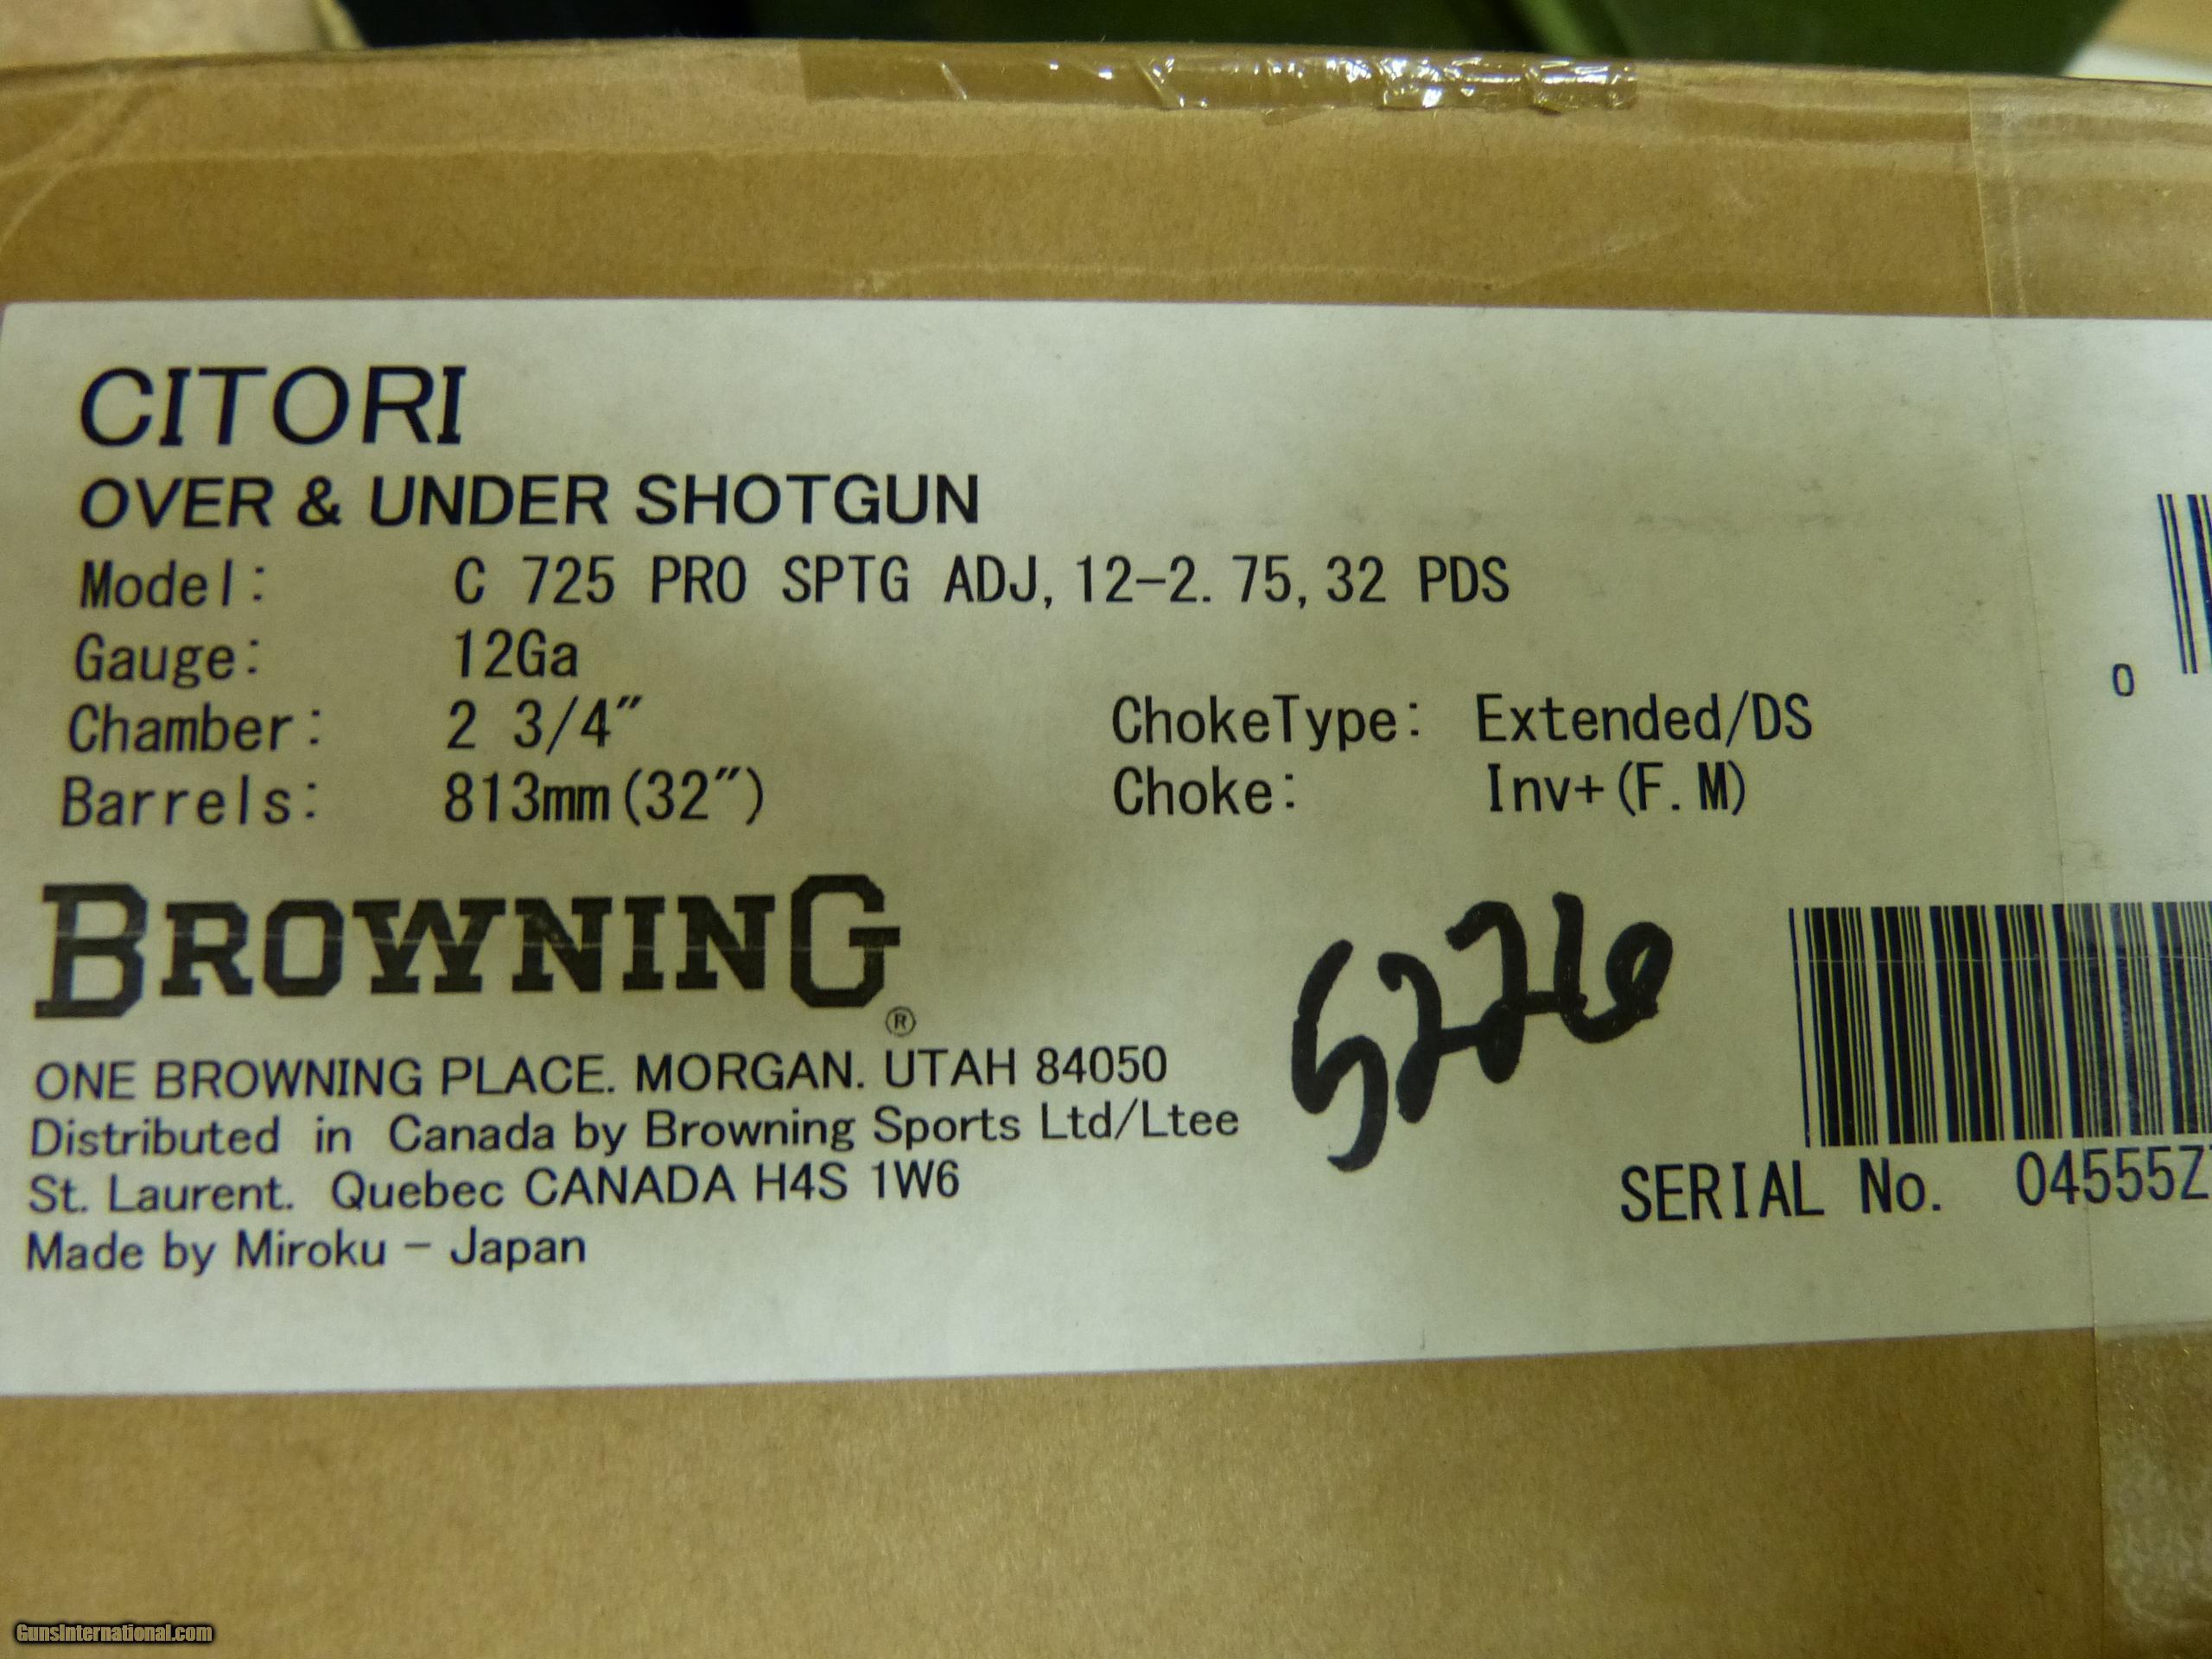 CITORI
OVER & UNDER SHOTGUN
Model: C 725 PRO SPTG ADJ, 12-2.75, 32 PDS
Gauge: 12Ga
Chamber: 2 3/4" ChokeType: Extended/DS
Barrels: 813mm(32") Choke: Inv+(F.M)
0
BROWNING®
5226
ONE BROWNING PLACE. MORGAN. UTAH 84050
Distributed in Canada by Browning Sports Ltd/Ltee
St. Laurent. Quebec CANADA H4S 1W6
Made by Miroku - Japan
SERIAL No. 04555Z
GunsInternational.com